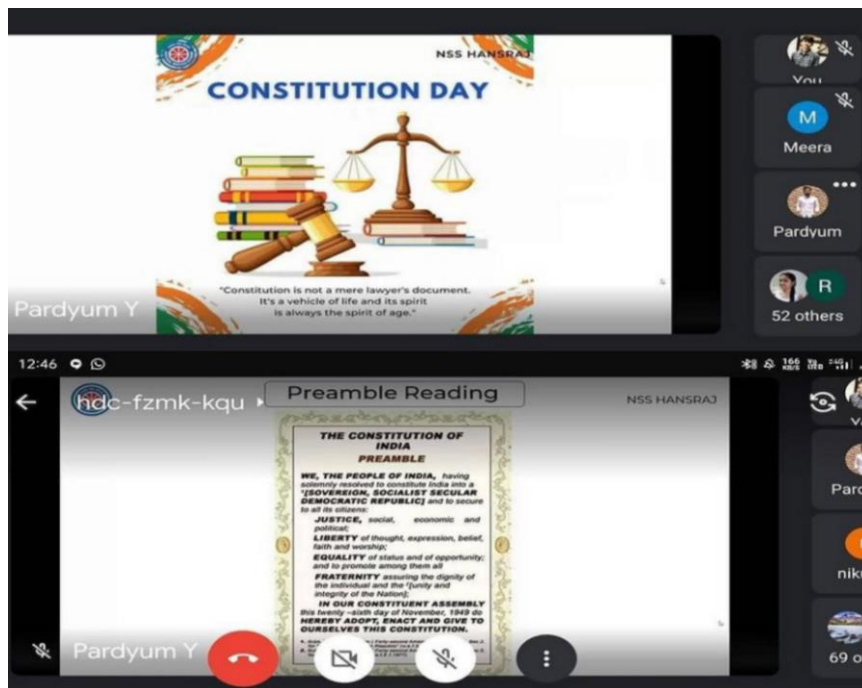 NSS HANSRAJ
CONSTITUTION DAY
"Constitution is not a mere lawyer's document.
It's a vehicle of life and its spirit
is always the spirit of age."
Pardyum Y
You
M
Meera
Pardyum
R
52 others
12:46
166
KB/S
hdc-fzmk-kqu
Preamble Reading
NSS HANSRAJ
THE CONSTITUTION OF
INDIA
PREAMBLE
WE, THE PEOPLE OF INDIA, having
solemnly resolved to constitute India into a
[SOVEREIGN, SOCIALIST SECULAR
DEMOCRATIC REPUBLIC] and to secure
to all its citizens:
JUSTICE, social, economic and
political;
LIBERTY of thought, expression, belief,
faith and worship;
EQUALITY of status and of opportunity;
and to promote among them all
FRATERNITY assuring the dignity of
the individual and the [unity and
integrity of the Nation];
IN OUR CONSTITUENT ASSEMBLY
this twenty-sixth day of November, 1949 do
HEREBY ADOPT, ENACT AND GIVE TO
OURSELVES THIS CONSTITUTION.
Pardyum Y
69 o